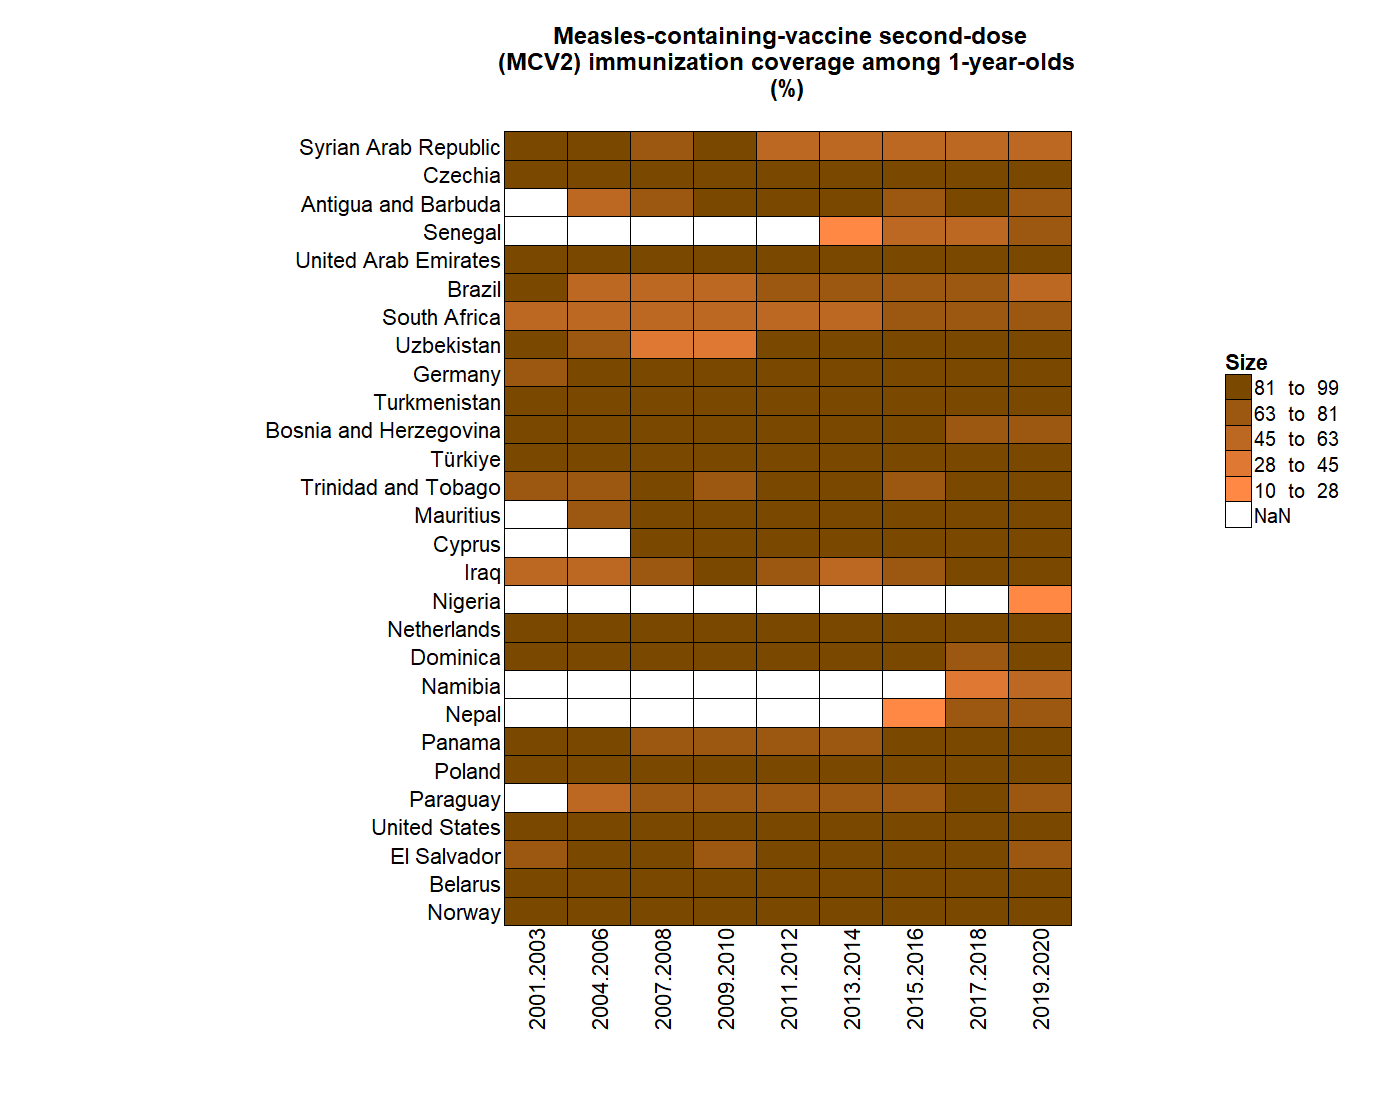 Measles-containing-vaccine second-dose
(MCV2) immunization coverage among 1-year-olds
(%)
Syrian Arab Republic
Czechia
Antigua and Barbuda
Senegal
United Arab Emirates
Brazil
South Africa
Uzbekistan
Germany
Turkmenistan
Bosnia and Herzegovina
Türkiye
Trinidad and Tobago
Mauritius
Cyprus
Iraq
Nigeria
Netherlands
Dominica
Namibia
Nepal
Panama
Poland
Paraguay
United States
El Salvador
Belarus
Norway
2001.2003
2004.2006
2007.2008
2009.2010
2011.2012
2013.2014
2015.2016
2017.2018
2019.2020
Size
81 to 99
63 to 81
45 to 63
28 to 45
10 to 28
NaN